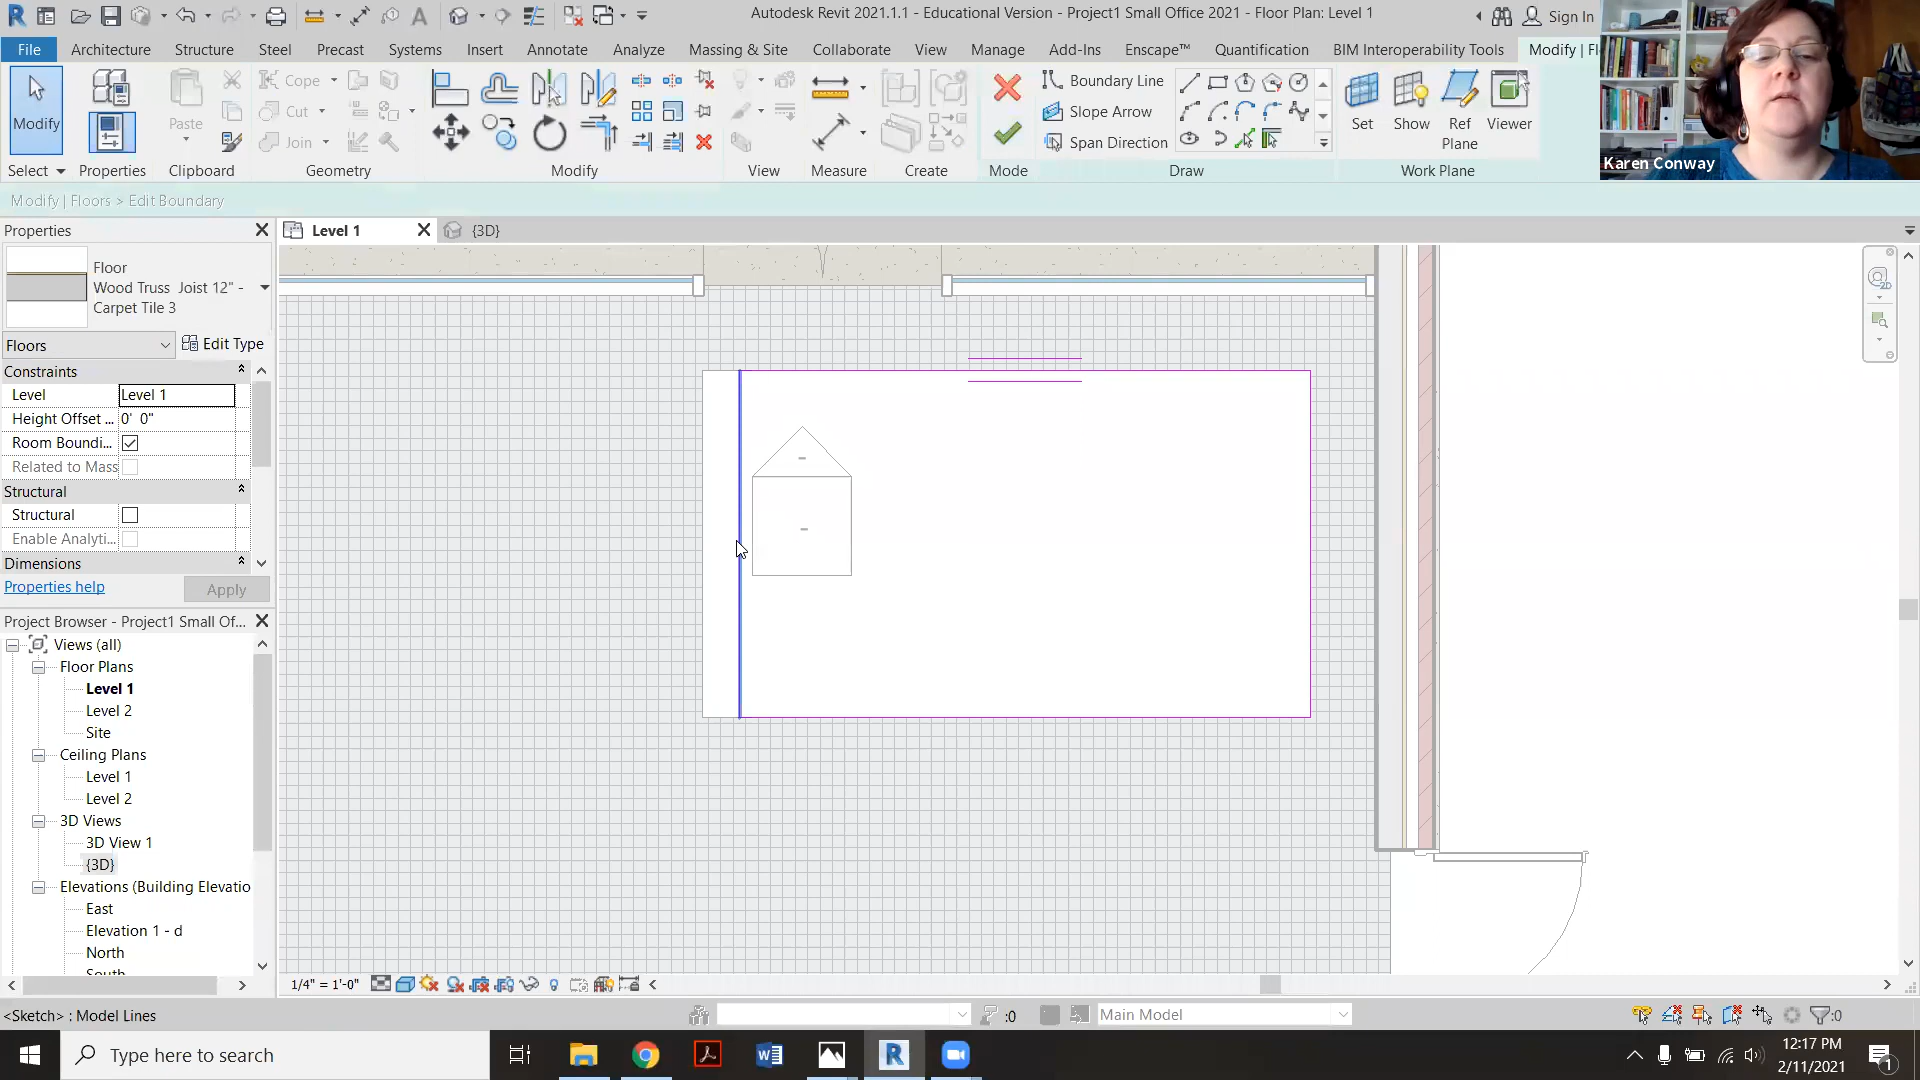 Autodesk Revit 2021.1.1 - Educational Version - Project1 Small Office 2021 - Floor Plan: Level 1
Sign In
File Architecture Structure Steel Precast Systems Insert Annotate Analyze Massing & Site Collaborate View Manage Add-Ins Enscape™ Quantification BIM Interoperability Tools Modify | Fl
Modify
Paste
Cope
Cut
Join
Boundary Line
Slope Arrow
Span Direction
Set Show Ref Plane Viewer
Select Properties Clipboard Geometry Modify View Measure Create Mode Draw Work Plane
Karen Conway
Modify | Floors > Edit Boundary
Properties
Level 1
{3D}
Floor
Wood Truss Joist 12" -
Carpet Tile 3
Floors
Edit Type
Constraints
Level Level 1
Height Offset ... 0' 0"
Room Boundi...
Related to Mass
Structural
Structural
Enable Analyti...
Dimensions
Properties help
Apply
Project Browser - Project1 Small Of...
Views (all)
Floor Plans
Level 1
Level 2
Site
Ceiling Plans
Level 1
Level 2
3D Views
3D View 1
{3D}
Elevations (Building Elevatio
East
Elevation 1 - d
North
South
2D
1/4" = 1'-0"
<Sketch> : Model Lines
:0
Main Model
:0
Type here to search
12:17 PM
2/11/2021
1